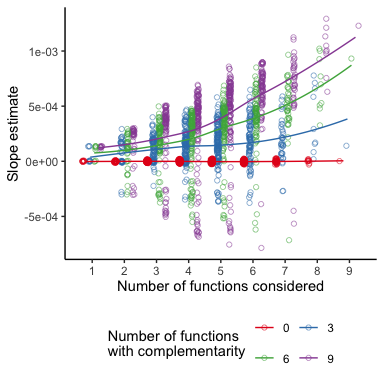 1e-03
5e-04
0e+00
-5e-04
Slope estimate
1 2 3 4 5 6 7 8 9
Number of functions considered
Number of functions
with complementarity
0 3
6 9